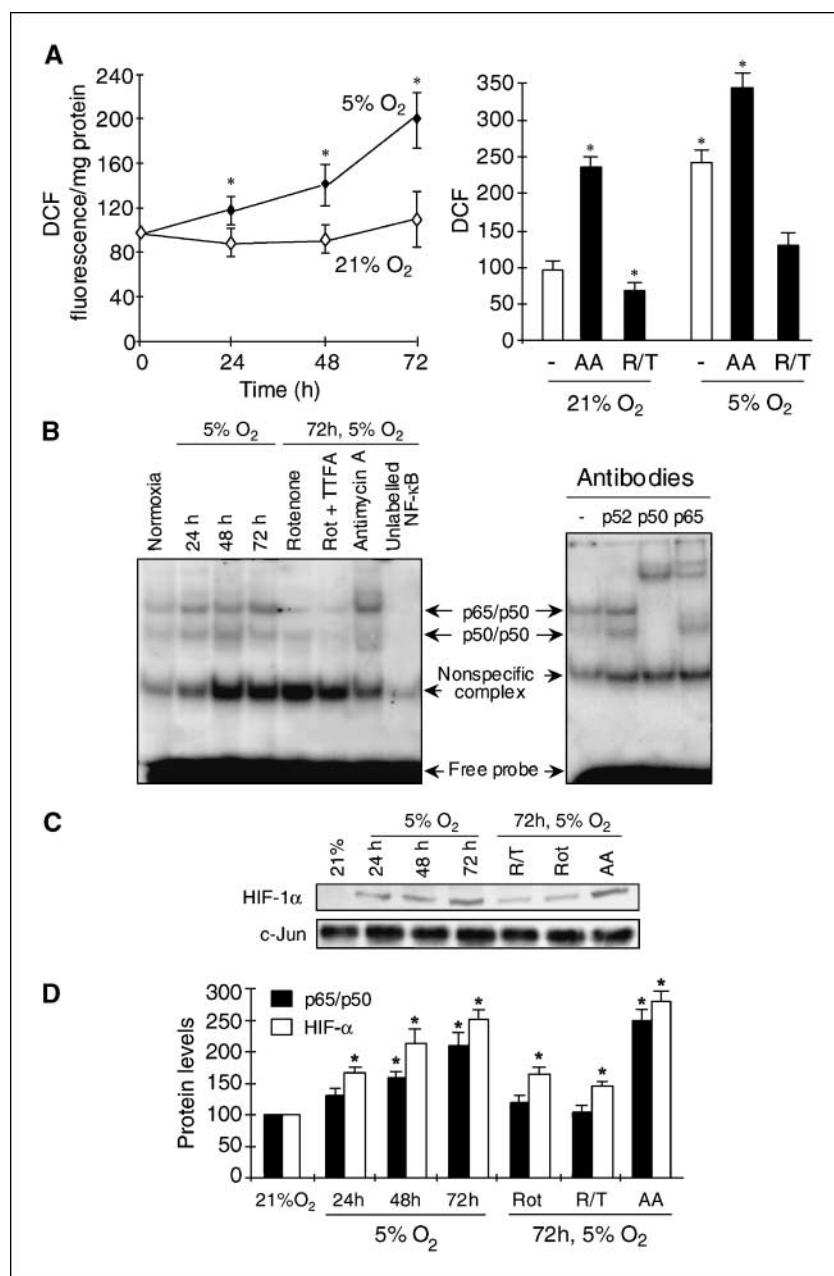 A
DCF
fluorescence/mg protein
240
200
160
120
80
40
0
*
*
*
5% O₂
21% O₂
0 24 48 72
Time (h)
DCF
350
300
250
200
150
100
50
0
*
*
*
*
- AA R/T - AA R/T
21% O₂ 5% O₂
B
5% O₂ 72h, 5% O₂
Normoxia
24 h
48 h
72 h
Rotenone
Rot + TTFA
Antimycin A
Unlabelled
NF-κB
Antibodies
- p52 p50 p65
p65/p50
p50/p50
Nonspecific
complex
Free probe
C
5% O₂ 72h, 5% O₂
21%
24 h
48 h
72 h
R/T
Rot
AA
HIF-1α
c-Jun
D
Protein levels
300
250
200
150
100
50
0
p65/p50
HIF-α
*
* *
* *
*
*
* *
21%O₂ 24h 48h 72h Rot R/T AA
5% O₂ 72h, 5% O₂